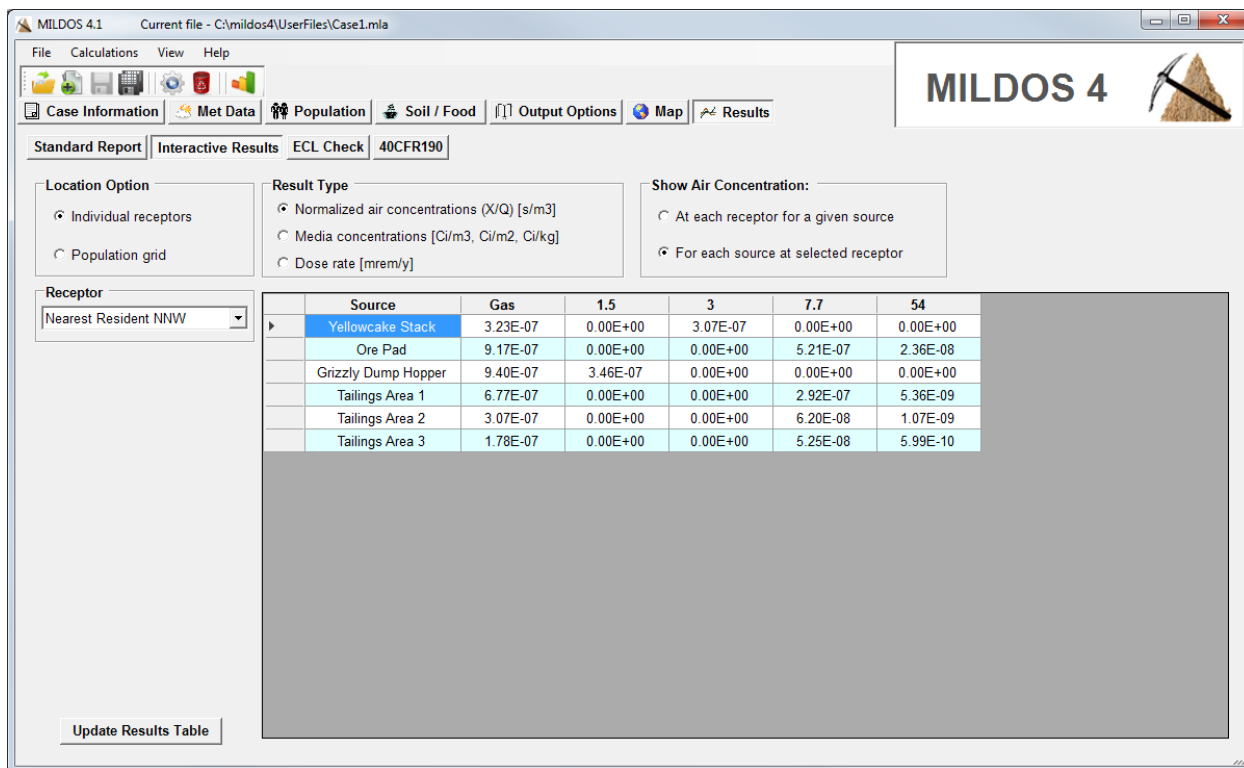 MILDOS 4.1 Current file - C:\mildos4\UserFiles\Case1.mla
File Calculations View Help
MILDOS 4
Case Information Met Data Population Soil / Food Output Options Map Results
Standard Report Interactive Results ECL Check 40CFR190
Location Option Result Type Show Air Concentration:
Individual receptors Normalized air concentrations (X/Q) [s/m3] At each receptor for a given source
Media concentrations [Ci/m3, Ci/m2, Ci/kg]
Population grid Dose rate [mrem/y] For each source at selected receptor
Receptor
Nearest Resident NNW
Source Gas 1.5 3 7.7 54
Yellowcake Stack 3.23E-07 0.00E+00 3.07E-07 0.00E+00 0.00E+00
Ore Pad 9.17E-07 0.00E+00 0.00E+00 5.21E-07 2.36E-08
Grizzly Dump Hopper 9.40E-07 3.46E-07 0.00E+00 0.00E+00 0.00E+00
Tailings Area 1 6.77E-07 0.00E+00 0.00E+00 2.92E-07 5.36E-09
Tailings Area 2 3.07E-07 0.00E+00 0.00E+00 6.20E-08 1.07E-09
Tailings Area 3 1.78E-07 0.00E+00 0.00E+00 5.25E-08 5.99E-10
Update Results Table